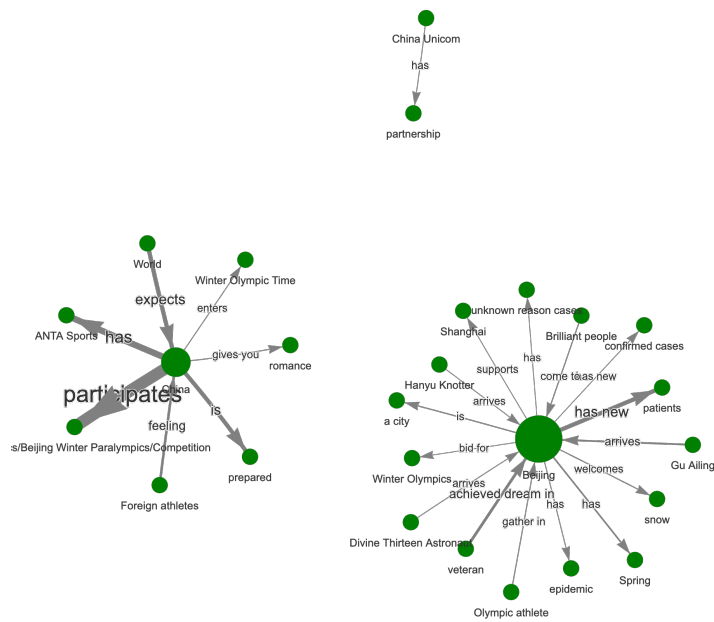 China Unicom
has
partnership
World
Winter Olympic Time
expects
enters
ANTA Sports
has
gives you
romance
China
participates
is
feeling
:s/Beijing Winter Paralympics/Competition
prepared
Foreign athletes
unknown reason cases
Shanghai
Brilliant people
confirmed cases
has
supports
come to
has new
Hanyu Knotter
arrives
has new
patients
a city
is
arrives
Gu Ailing
bid for
Winter Olympics
Beijing
welcomes
arrives
achieved dream in
has
has
snow
gather in
Divine Thirteen Astronaut
veteran
epidemic
Spring
Olympic athlete